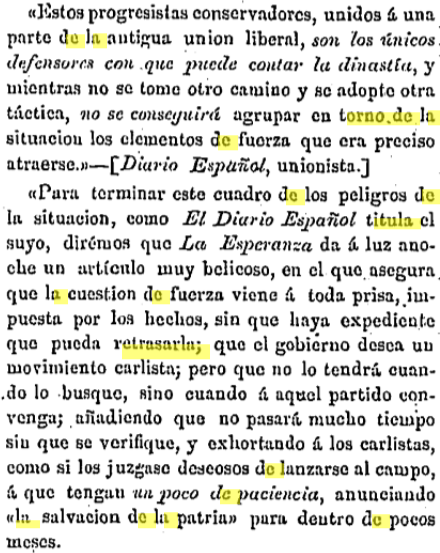 «Estos progresistas conservadores, unidos á una
parte de la antigua union liberal, son los únicos
defensores con que puede contar la dinastía, y
mientras no se tome otro camino y se adopte otra
táctica, no se conseguirá agrupar en torno de la
situacion los elementos de fuerza que era preciso
atraerse.»—[Diario Español, unionista.]
«Para terminar este cuadro de los peligros de
la situacion, como El Diario Español titula el
suyo, dirémos que La Esperanza da á luz ano-
che un artículo muy belicoso, en el que asegura
que la cuestion de fuerza viene á toda prisa, im-
puesta por los hechos, sin que haya expediente
que pueda retrasarla; que el gobierno desea un
movimiento carlista; pero que no lo tendrá cuan-
do lo busque, sino cuando á aquel partido con-
venga; añadiendo que no pasará mucho tiempo
sin que se verifique, y exhortando á los carlistas,
como si los juzgase deseosos de lanzarse al campo,
á que tengan un poco de paciencia, anunciando
«la salvacion de la patria» para dentro de pocos
meses.